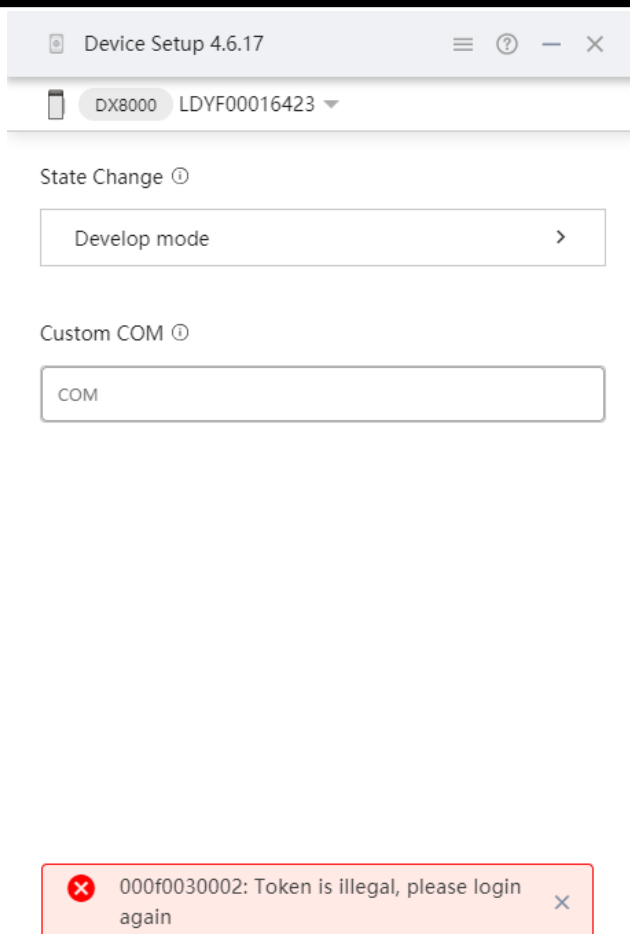 Device Setup 4.6.17
DX8000 LDYF00016423
State Change
Develop mode
Custom COM
COM
000f0030002: Token is illegal, please login
again